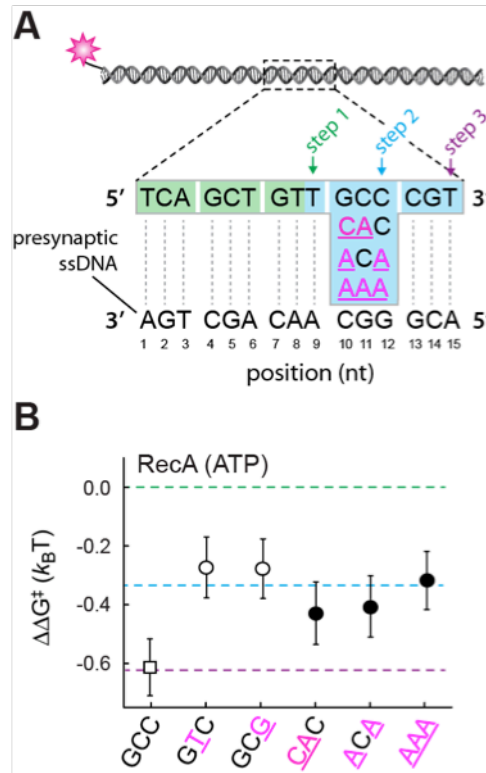 A
step 1
step 2
step 3
5′ TCA GCT GTT GCC CGT 3′
CAC
ACA
AAA
presynaptic
ssDNA
3′ AGT CGA CAA CGG GCA 5′
1 2 3 4 5 6 7 8 9 10 11 12 13 14 15
position (nt)
B
RecA (ATP)
0.0
-0.2
-0.4
-0.6
ΔΔG‡ (kBT)
GCC
GTC
GCG
CAC
ACA
AAA